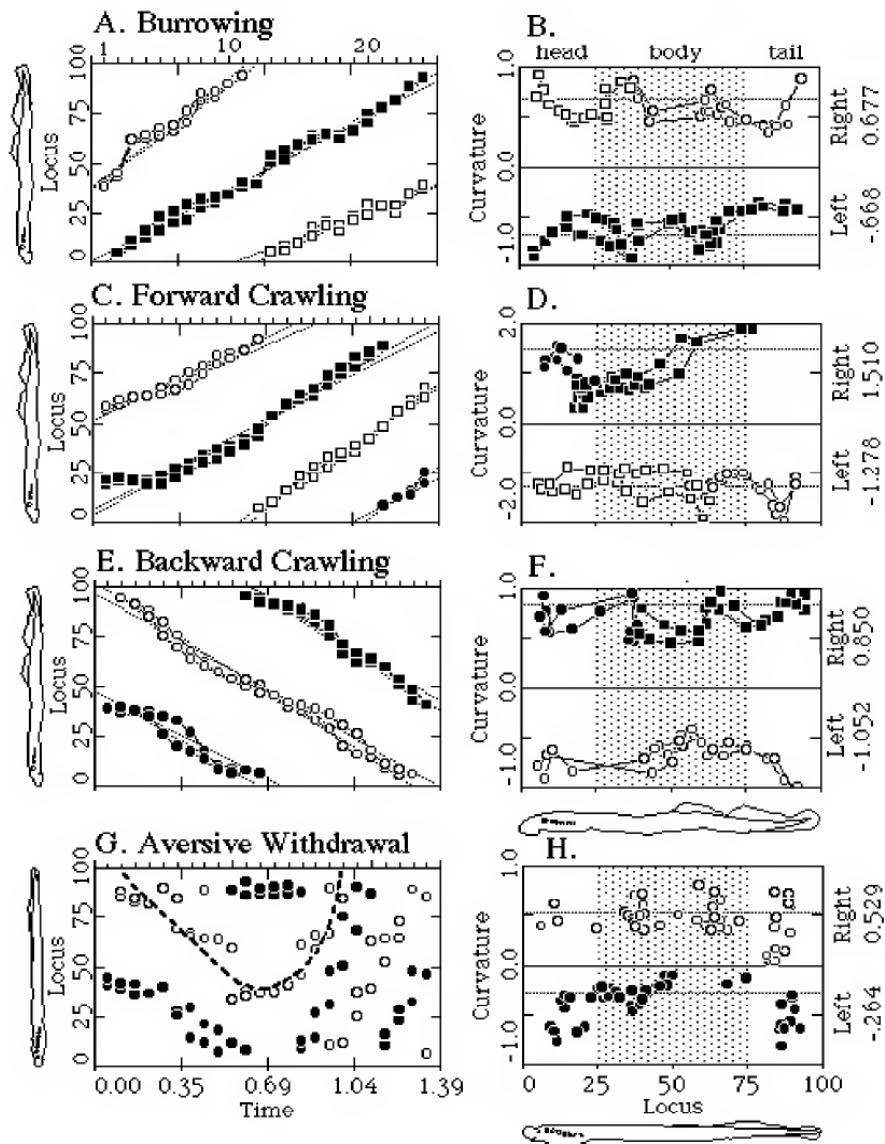 A. Burrowing
1 10 20
100
75
50
25
0
Locus
B.
head body tail
1.0
0.0
-1.0
Curvature
Right
0.677
Left
-.668
C. Forward Crawling
100
75
50
25
0
Locus
D.
2.0
0.0
-2.0
Curvature
Right
1.510
Left
-1.278
E. Backward Crawling
100
75
50
25
0
Locus
F.
1.0
0.0
-1.0
Curvature
Right
0.850
Left
-1.052
G. Aversive Withdrawal
100
75
50
25
0
Locus
0.00 0.35 0.69 1.04 1.39
Time
H.
1.0
0.0
-1.0
Curvature
Right
0.529
Left
-.264
0 25 50 75 100
Locus